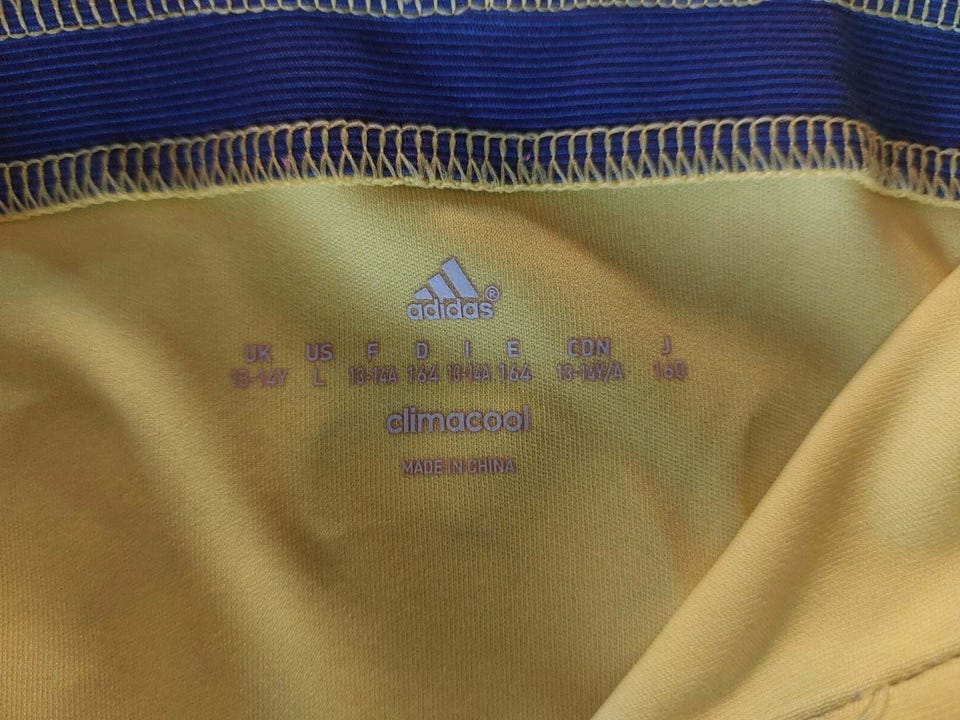 adidas®
UK US F D I E CDN J
13-14Y L 13-14A 164 13-14A 164 13-14Y/A 160
climacool
MADE IN CHINA